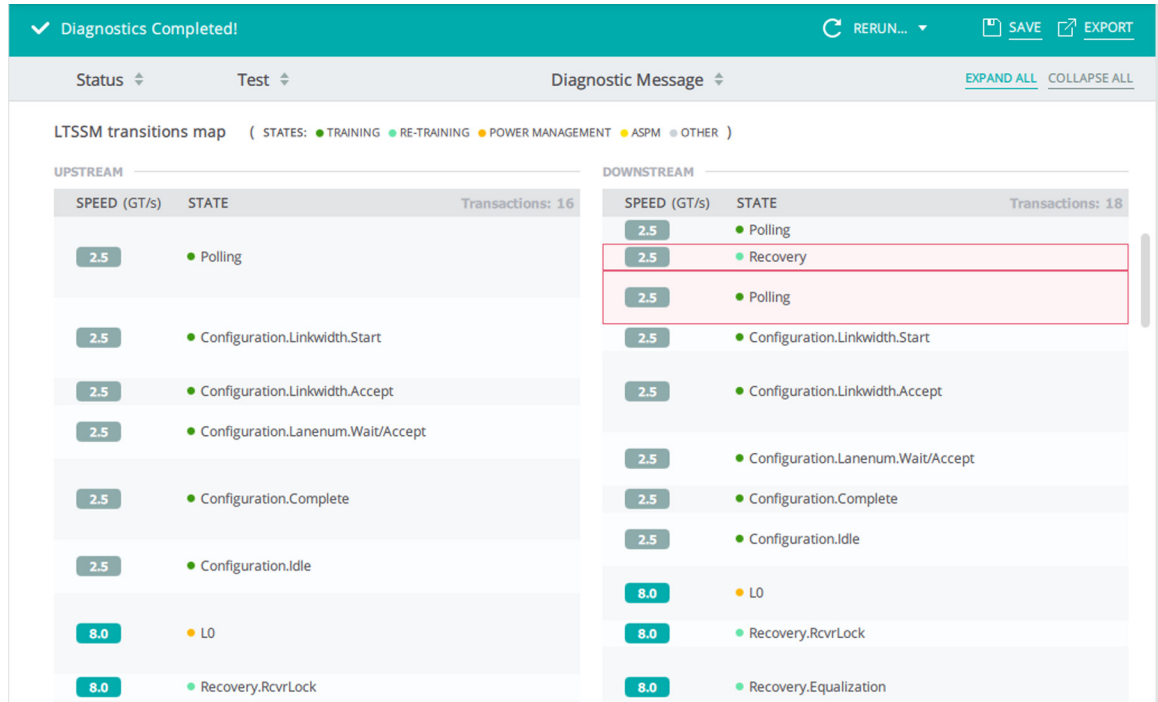 Diagnostics Completed!
RERUN...
SAVE
EXPORT
Status
Test
Diagnostic Message
EXPAND ALL
COLLAPSE ALL
LTSSM transitions map ( STATES: TRAINING RE-TRAINING POWER MANAGEMENT ASPM OTHER )
UPSTREAM
SPEED (GT/s) STATE Transactions: 16
2.5 Polling
2.5 Configuration.Linkwidth.Start
2.5 Configuration.Linkwidth.Accept
2.5 Configuration.Lanenum.Wait/Accept
2.5 Configuration.Complete
2.5 Configuration.Idle
8.0 L0
8.0 Recovery.RcvrLock
DOWNSTREAM
SPEED (GT/s) STATE Transactions: 18
2.5 Polling
2.5 Recovery
2.5 Polling
2.5 Configuration.Linkwidth.Start
2.5 Configuration.Linkwidth.Accept
2.5 Configuration.Lanenum.Wait/Accept
2.5 Configuration.Complete
2.5 Configuration.Idle
8.0 L0
8.0 Recovery.RcvrLock
8.0 Recovery.Equalization